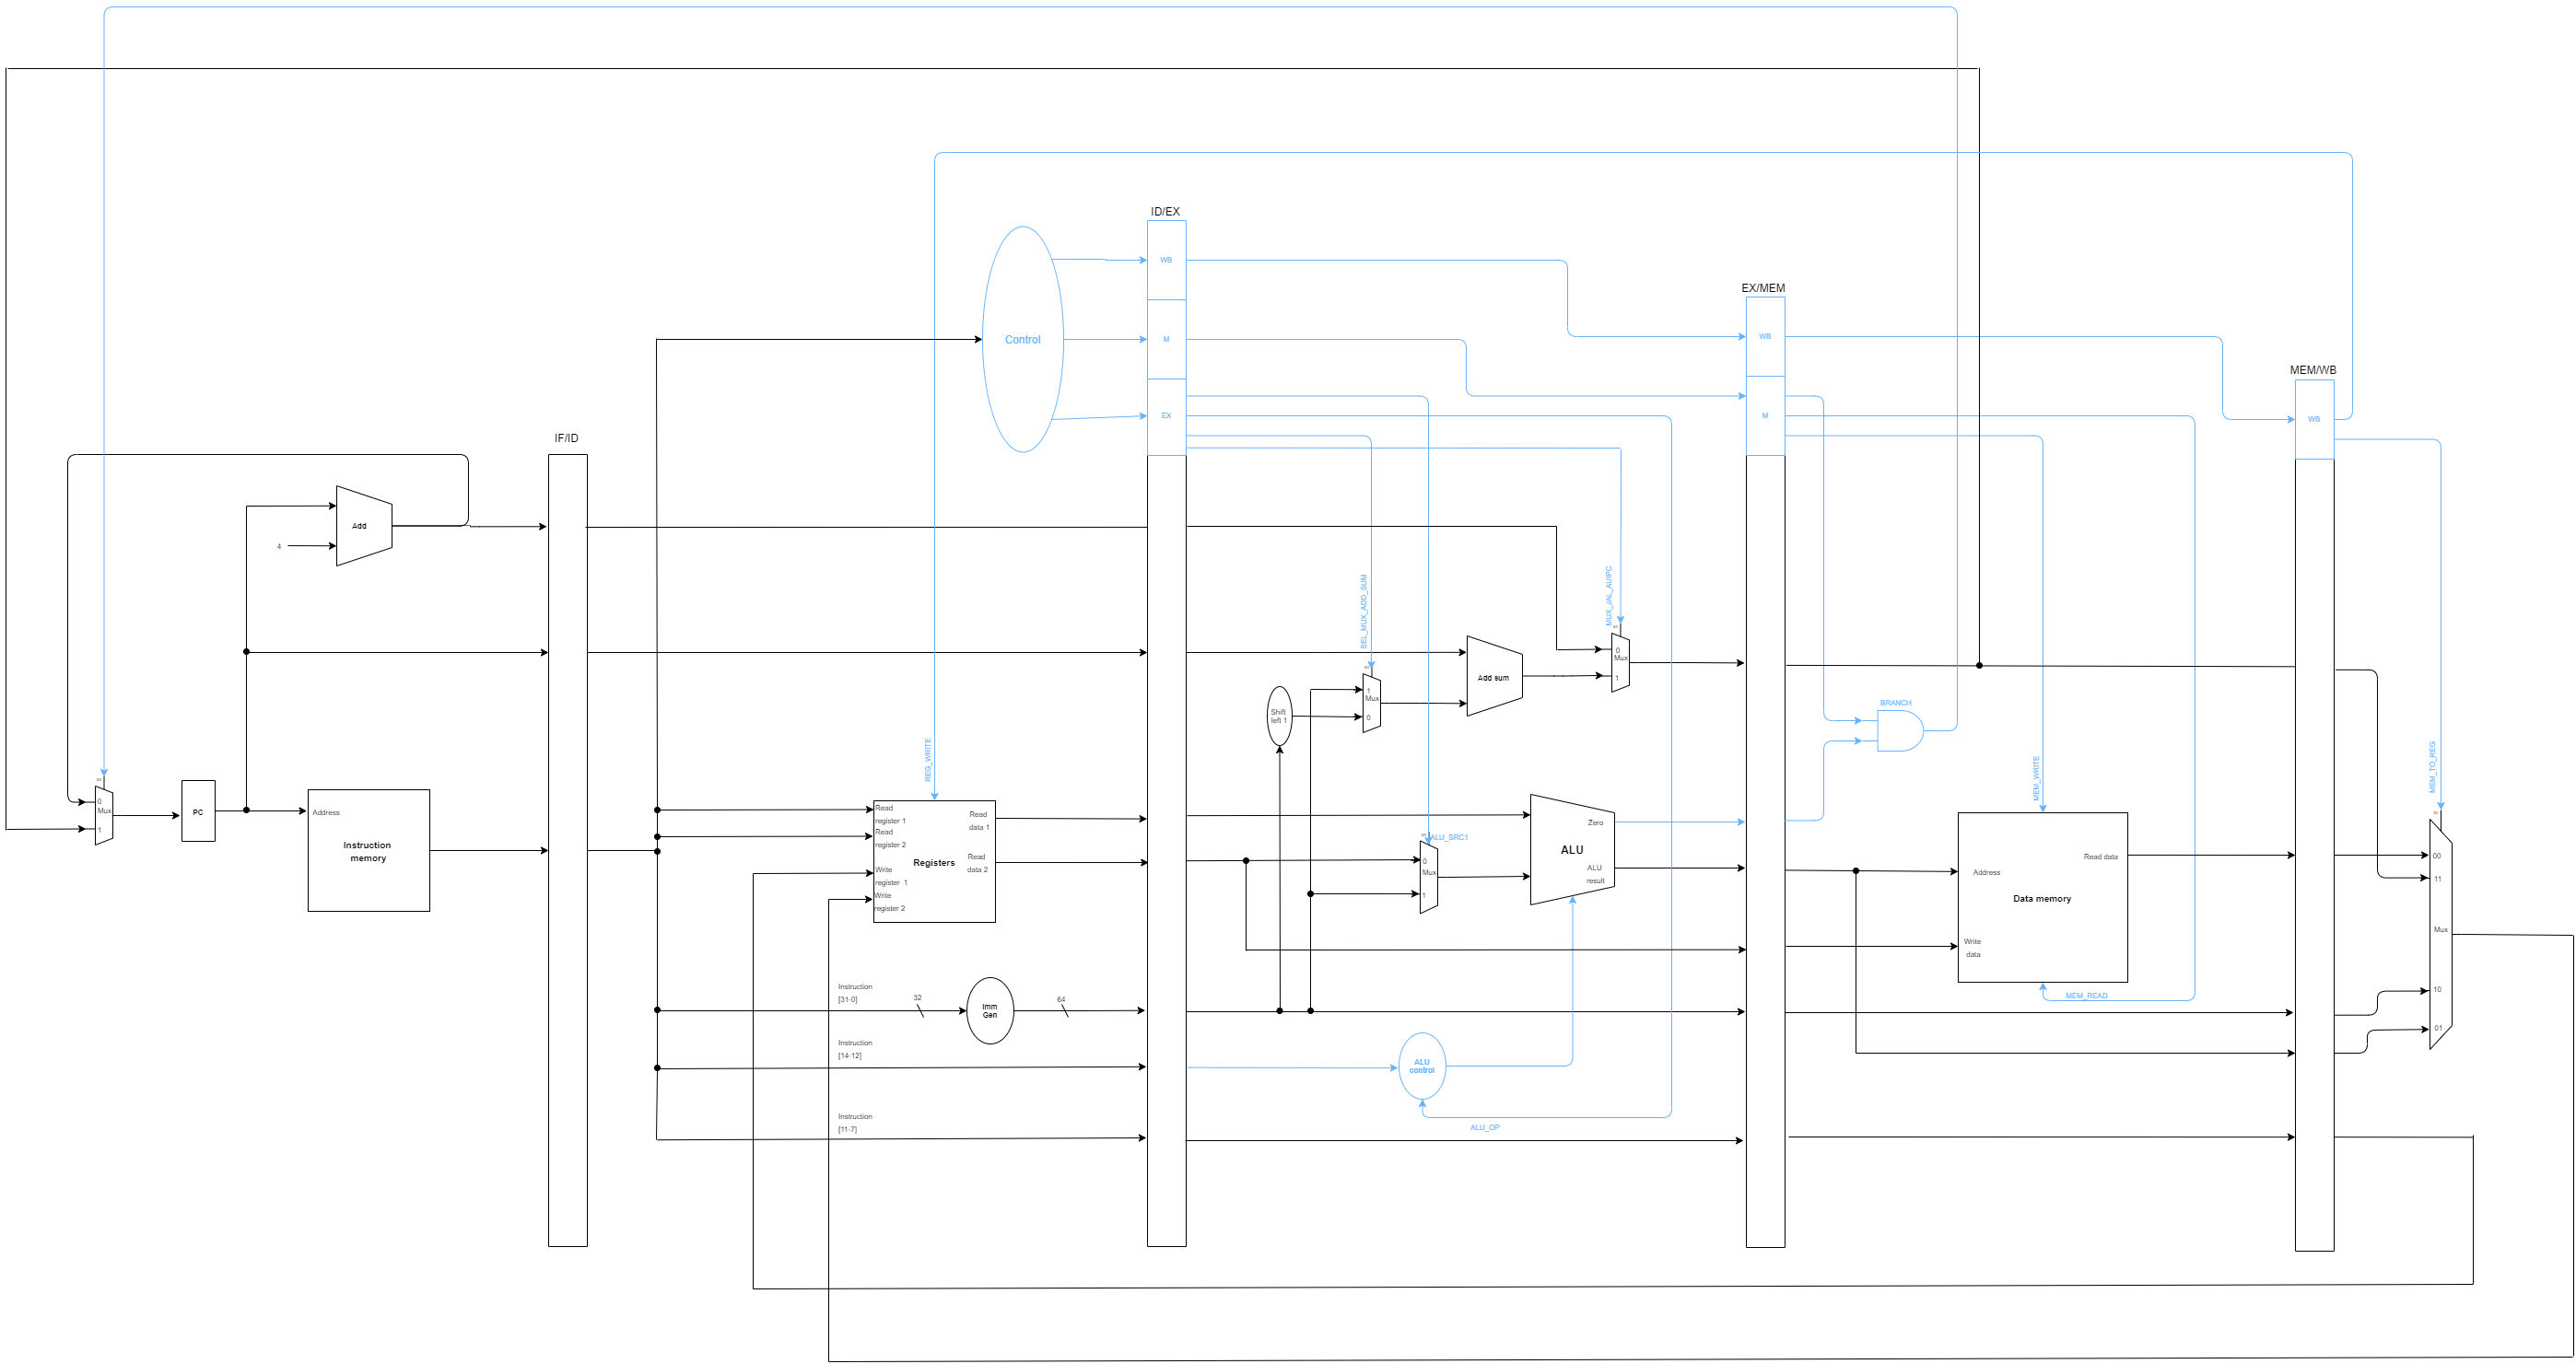 ID/EX
WB
M
EX
Control
EX/MEM
WB
M
MEM/WB
WB
IF/ID
Add
4
SEL_MUX_ADD_SUM
MUX_JAL_AUIPC
0
Mux
1
Add sum
1
Mux
0
Shift
left 1
BRANCH
REG_WRITE
MEM_WRITE
MEM_TO_REG
0
Mux
1
PC
Address
Instruction
memory
Read
register 1
Read
register 2
Write
register 1
Write
register 2
Registers
Read
data 1
Read
data 2
ALU_SRC1
0
Mux
1
Zero
ALU
ALU
result
Address
Write
data
Read data
Data memory
MEM_READ
00
11
Mux
10
01
Instruction
[31-0]
32
Imm
Gen
64
Instruction
[14-12]
ALU
control
Instruction
[11-7]
ALU_OP